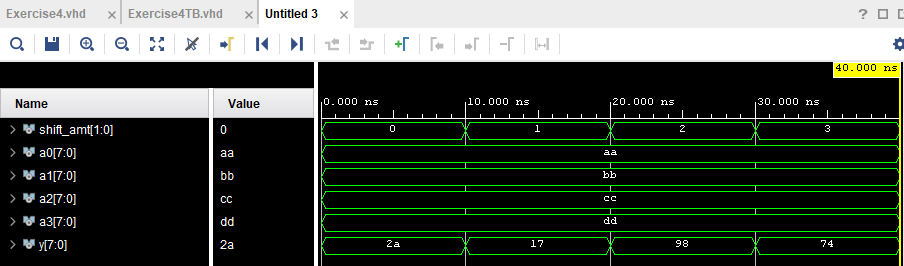 Exercise4.vhd × Exercise4TB.vhd × Untitled 3 ×
?
40.000 ns
Name Value
0.000 ns 10.000 ns 20.000 ns 30.000 ns
shift_amt[1:0] 0 0 1 2 3
a0[7:0] aa aa
a1[7:0] bb bb
a2[7:0] cc cc
a3[7:0] dd dd
y[7:0] 2a 2a 17 98 74